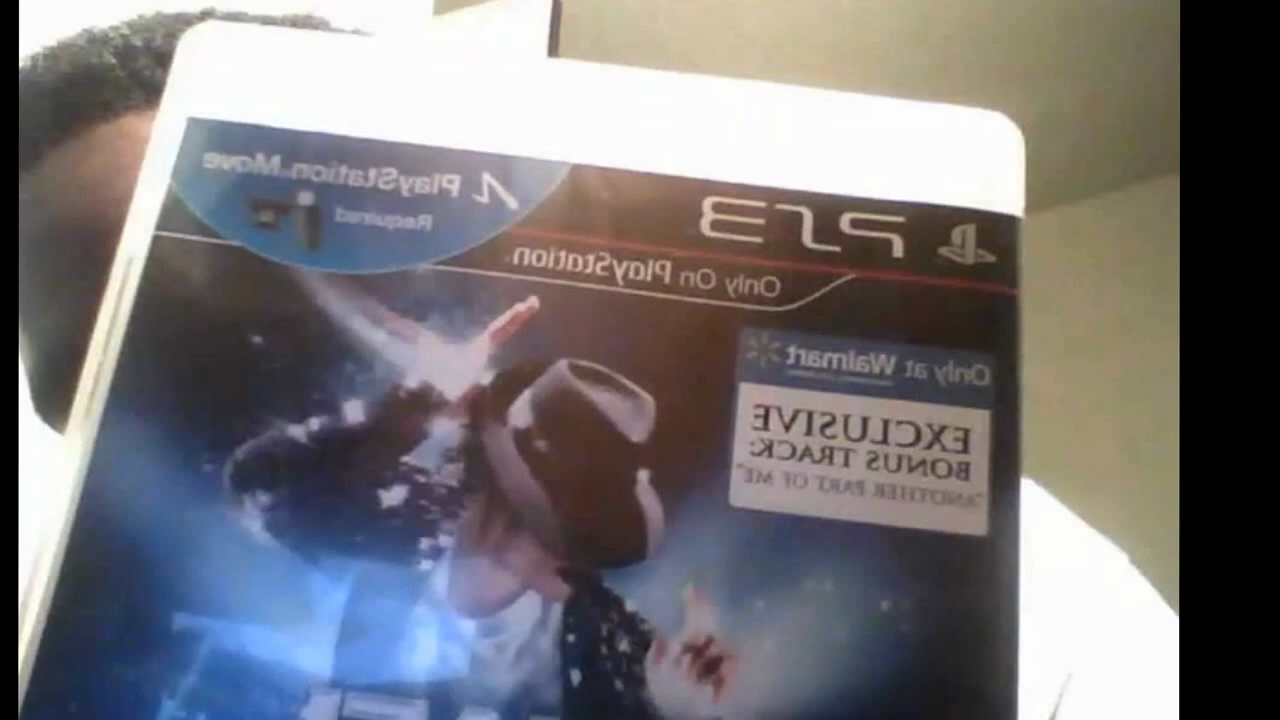 PS3
PlayStation Move
Required
Only On PlayStation
Only at Walmart
EXCLUSIVE
BONUS TRACK:
"ANOTHER PART OF ME"